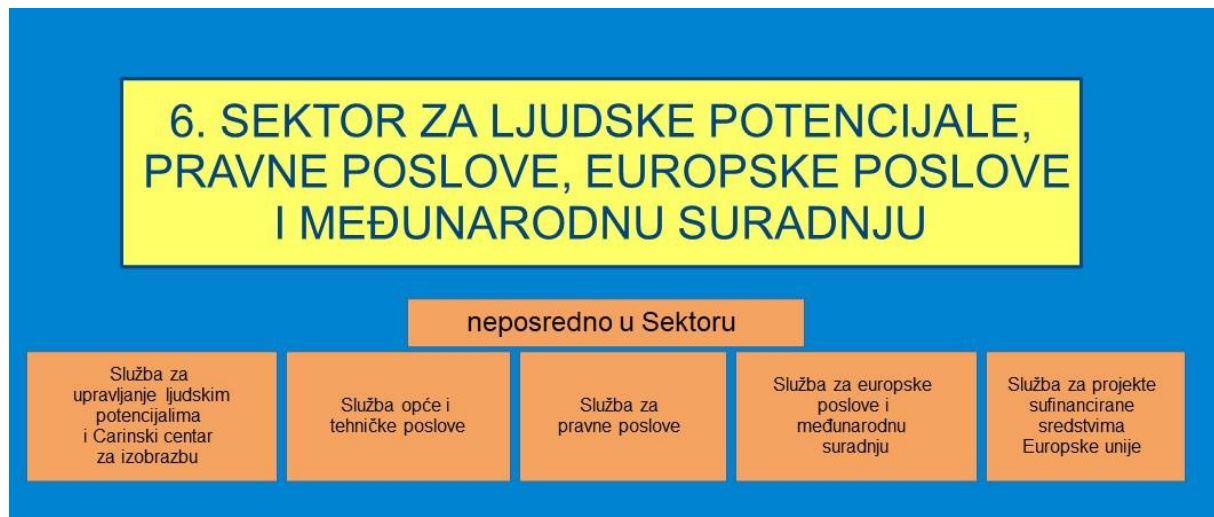 6. SEKTOR ZA LJUDSKE POTENCIJALE,
PRAVNE POSLOVE, EUROPSKE POSLOVE
I MEĐUNARODNU SURADNJU
neposredno u Sektoru
Služba za
upravljanje ljudskim
potencijalima
i Carinski centar
za izobrazbu
Služba opće i
tehničke poslove
Služba za
pravne poslove
Služba za europske
poslove i
međunarodnu
suradnju
Služba za projekte
sufinancirane
sredstvima
Europske unije